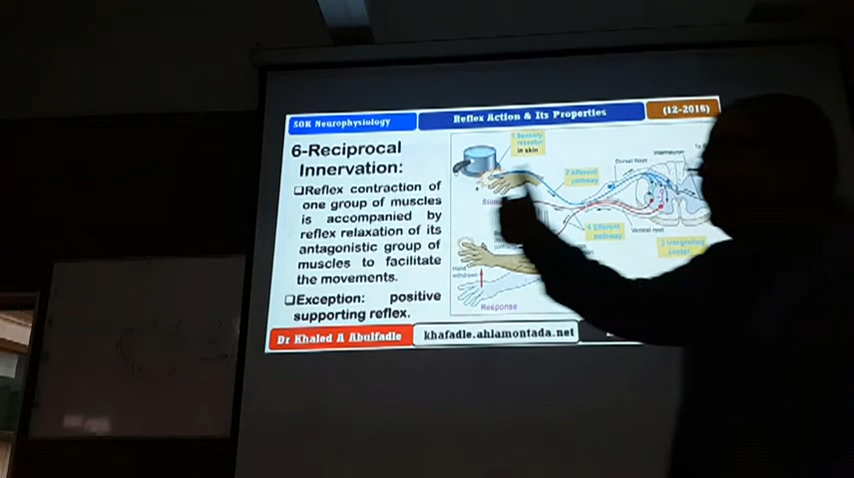 SOK Neurophysiology
Reflex Action & Its Properties
(12-2016)
6-Reciprocal
Innervation:
❑Reflex contraction of
one group of muscles
is accompanied by
reflex relaxation of its
antagonistic group of
muscles to facilitate
the movements.
❑Exception: positive
supporting reflex.
1 Sensory
receptor
in skin
2 Afferent
pathway
Dorsal Root
Interneuron
4 Efferent
pathway
Ventral root
3 Integrating
center
Hand
withdrawn
Response
Dr Khaled A Abulfadle
khafadle.ahlamontada.net